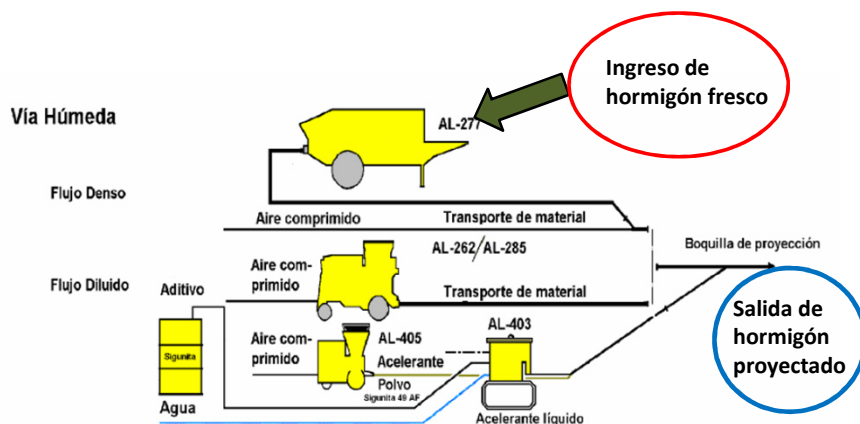 Ingreso de
hormigón fresco
Vía Húmeda
AL-277
Flujo Denso
Aire comprimido
Transporte de material
AL-262/AL-285
Boquilla de proyección
Aire com-
primido
Flujo Diluido
Aditivo
Transporte de material
Salida de
hormigón
proyectado
AL-403
Aire com-
primido
AL-405
Acelerante
Sigunita
Polvo
Sigunita 49 AF
Agua
Acelerante líquido